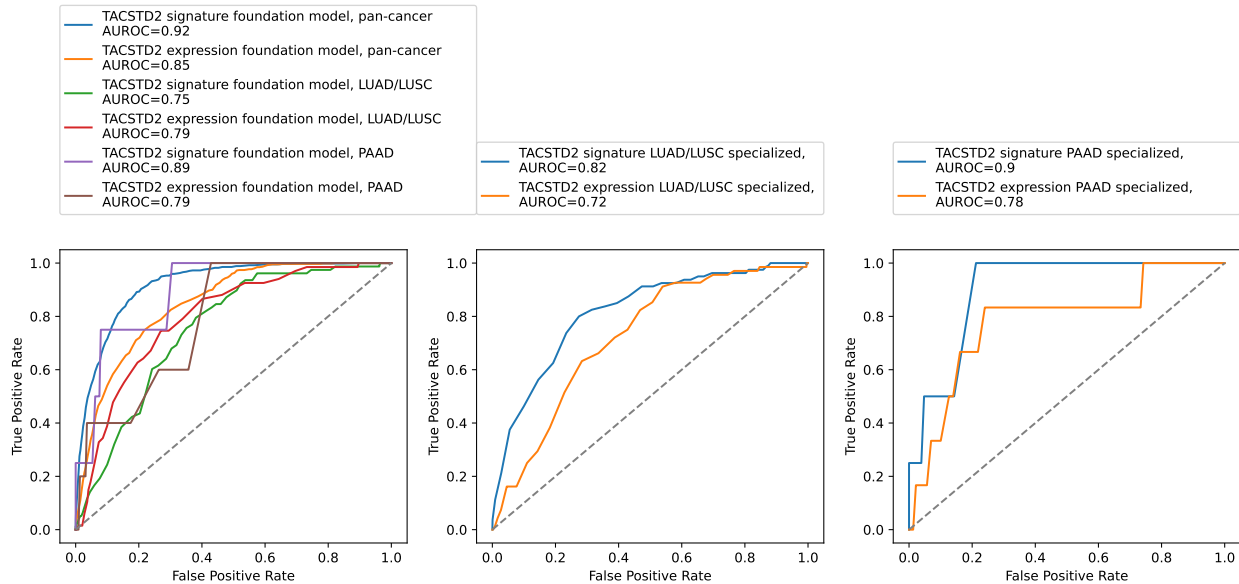 TACSTD2 signature foundation model, pan-cancer
AUROC=0.92
TACSTD2 expression foundation model, pan-cancer
AUROC=0.85
TACSTD2 signature foundation model, LUAD/LUSC
AUROC=0.75
TACSTD2 expression foundation model, LUAD/LUSC
AUROC=0.79
TACSTD2 signature foundation model, PAAD
AUROC=0.89
TACSTD2 expression foundation model, PAAD
AUROC=0.79
1.0
0.8
0.6
0.4
0.2
0.0
True Positive Rate
0.0 0.2 0.4 0.6 0.8 1.0
False Positive Rate
TACSTD2 signature LUAD/LUSC specialized,
AUROC=0.82
TACSTD2 expression LUAD/LUSC specialized,
AUROC=0.72
1.0
0.8
0.6
0.4
0.2
0.0
True Positive Rate
0.0 0.2 0.4 0.6 0.8 1.0
False Positive Rate
TACSTD2 signature PAAD specialized,
AUROC=0.9
TACSTD2 expression PAAD specialized,
AUROC=0.78
1.0
0.8
0.6
0.4
0.2
0.0
True Positive Rate
0.0 0.2 0.4 0.6 0.8 1.0
False Positive Rate